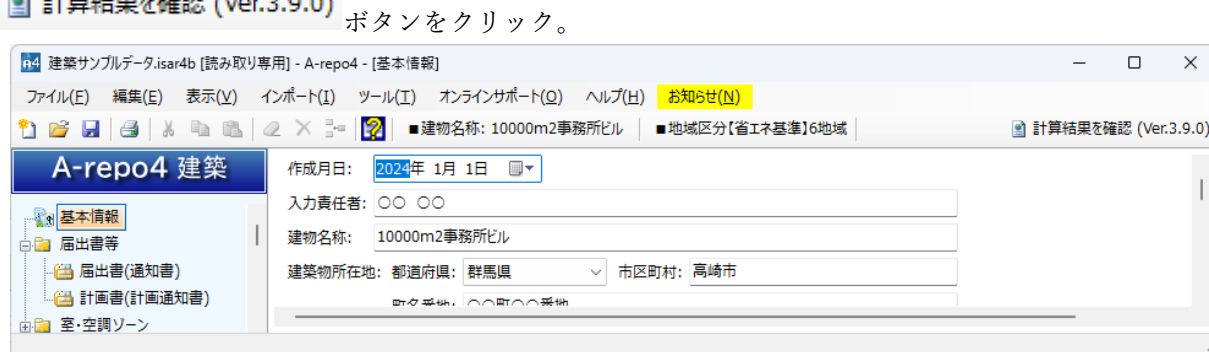 計算結果を確認 (Ver.3.9.0) ボタンをクリック。
建築サンプルデータ.isar4b [読み取り専用] - A-repo4 - [基本情報]
ファイル(F) 編集(E) 表示(V) インポート(I) ツール(T) オンラインサポート(O) ヘルプ(H) お知らせ(N)
■建物名称: 10000m2事務所ビル ■地域区分【省エネ基準】6地域 計算結果を確認 (Ver.3.9.0)
A-repo4 建築
基本情報
届出書等
届出書(通知書)
計画書(計画通知書)
室・空調ゾーン
作成月日: 2024年 1月 1日
入力責任者: ○○ ○○
建物名称: 10000m2事務所ビル
建築物所在地: 都道府県: 群馬県 市区町村: 高崎市
町名番地: ○○町○○番地